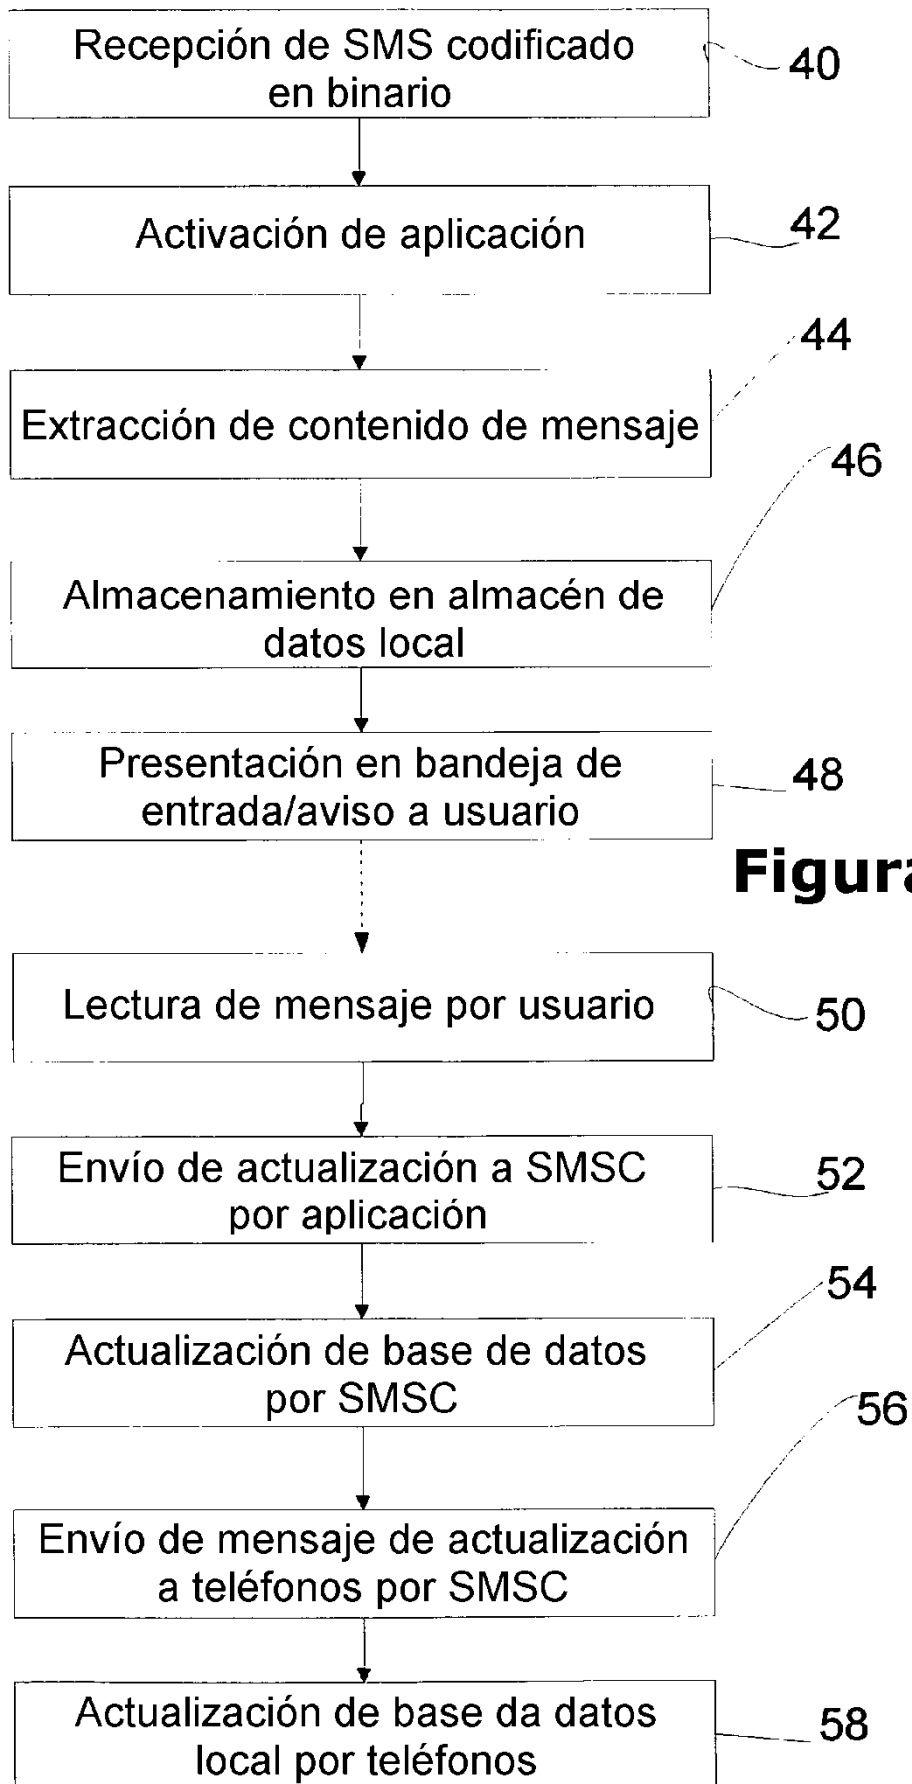 Recepción de SMS codificado
en binario
40
Activación de aplicación
42
Extracción de contenido de mensaje
44
Almacenamiento en almacén de
datos local
46
Presentación en bandeja de
entrada/aviso a usuario
48
Figura
Lectura de mensaje por usuario
50
Envío de actualización a SMSC
por aplicación
52
Actualización de base de datos
por SMSC
54
Envío de mensaje de actualización
a teléfonos por SMSC
56
Actualización de base da datos
local por teléfonos
58